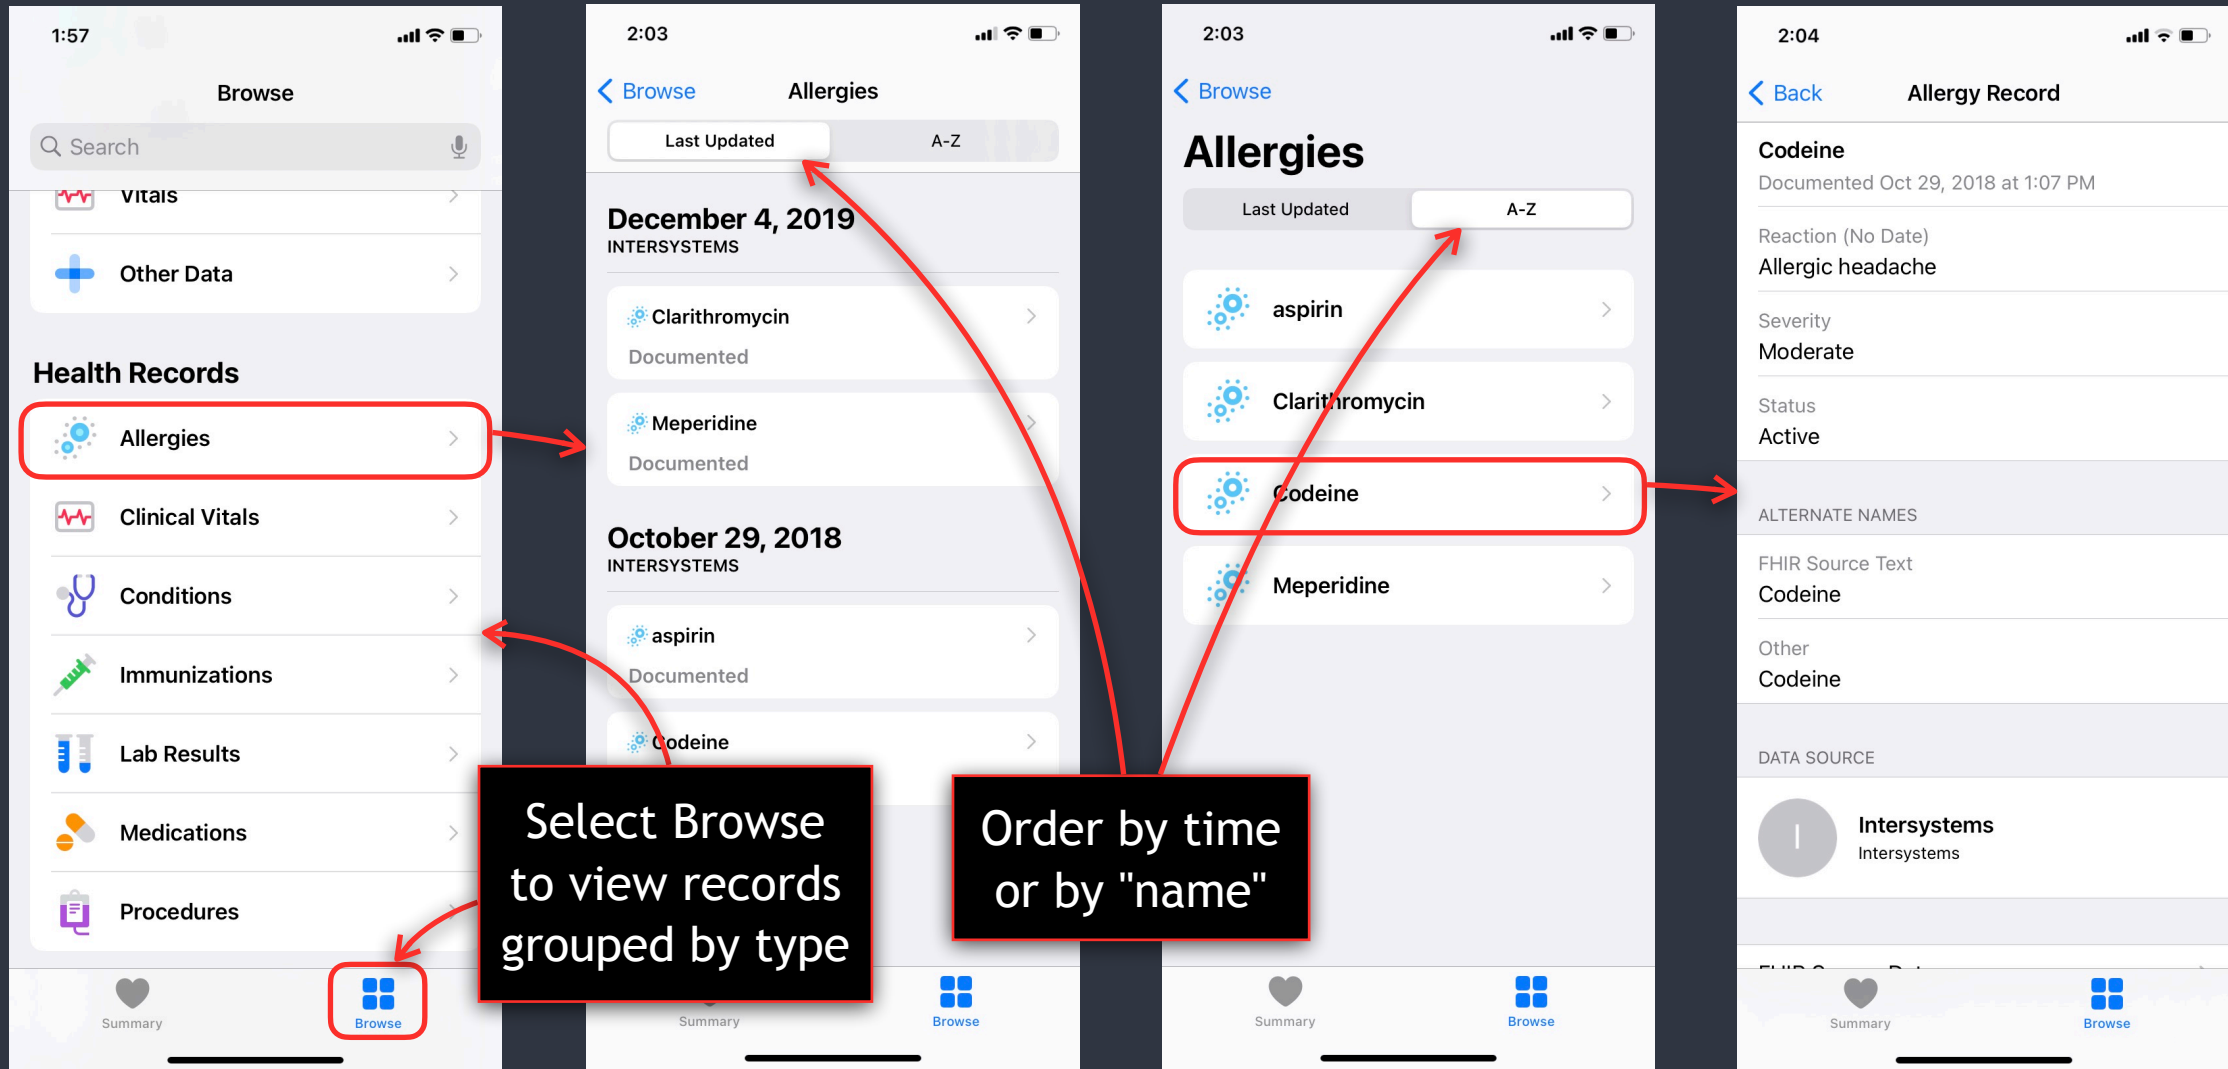 1:57
Browse
Search
Vitals
Other Data
Health Records
Allergies
Clinical Vitals
Conditions
Immunizations
Lab Results
Medications
Procedures
Summary
Browse
2:03
Browse
Allergies
Last Updated
A-Z
December 4, 2019
INTERSYSTEMS
Clarithromycin
Documented
Meperidine
Documented
October 29, 2018
INTERSYSTEMS
aspirin
Documented
Codeine
Summary
Browse
Select Browse
to view records
grouped by type
Order by time
or by "name"
2:03
Browse
Allergies
Last Updated
A-Z
aspirin
Clarithromycin
Codeine
Meperidine
Summary
Browse
2:04
Back
Allergy Record
Codeine
Documented Oct 29, 2018 at 1:07 PM
Reaction (No Date)
Allergic headache
Severity
Moderate
Status
Active
ALTERNATE NAMES
FHIR Source Text
Codeine
Other
Codeine
DATA SOURCE
I
Intersystems
Intersystems
Summary
Browse